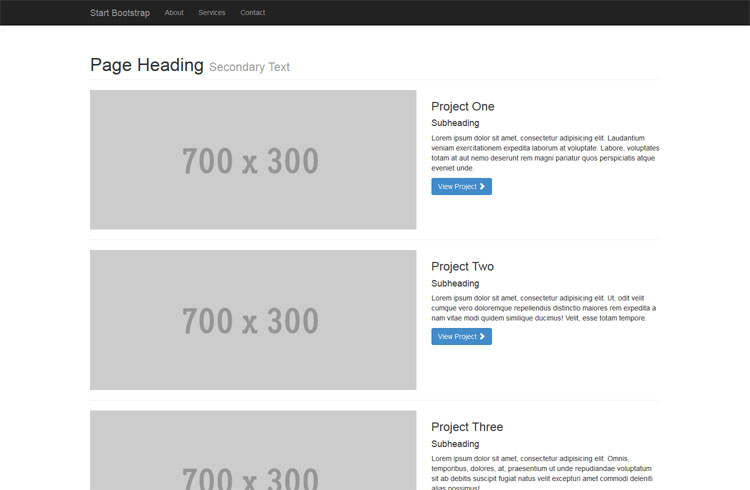 Start Bootstrap About Services Contact
Page Heading Secondary Text
700 x 300
Project One
Subheading
Lorem ipsum dolor sit amet, consectetur adipisicing elit. Laudantium
veniam exercitationem expedita laborum at voluptate. Labore, voluptates
totam at aut nemo deserunt rem magni pariatur quos perspiciatis atque
eveniet unde.
View Project
700 x 300
Project Two
Subheading
Lorem ipsum dolor sit amet, consectetur adipisicing elit. Ut, odit velit
cumque vero doloremque repellendus distinctio maiores rem expedita a
nam vitae modi quidem similique ducimus! Velit, esse totam tempore.
View Project
700 x 300
Project Three
Subheading
Lorem ipsum dolor sit amet, consectetur adipisicing elit. Omnis,
temporibus, dolores, at, praesentium ut unde repudiandae voluptatum
sit ab debitis suscipit fugiat natus velit excepturi amet commodi deleniti
alias possimus!